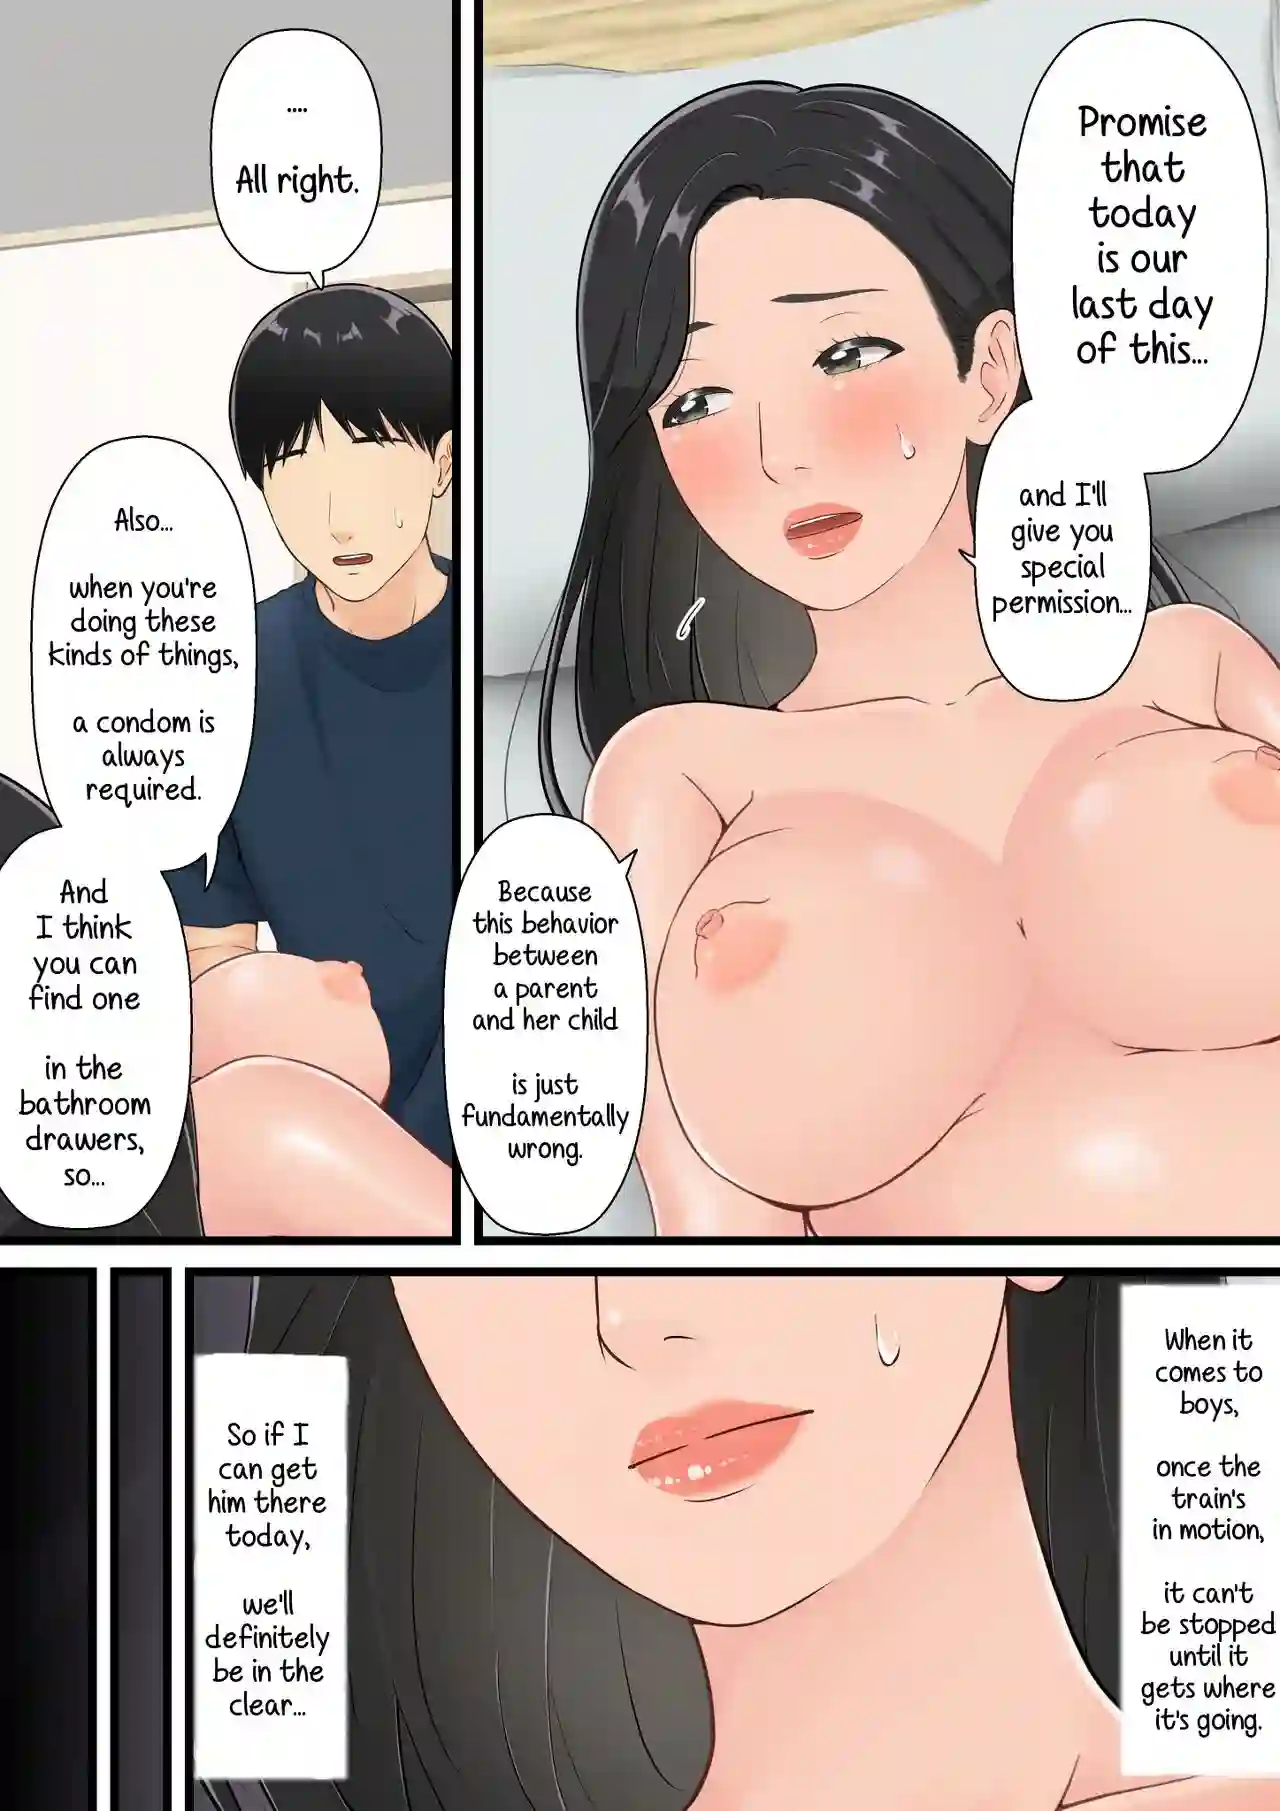 Promise
that
today
is our
last day
of this...
and I'll
give you
special
permission...
Because
this behavior
between
a parent
and her child
is just
fundamentally
wrong.
....
All right.
Also...
when you're
doing these
kinds of things,
a condom is
always
required.
And
I think
you can
find one
in the
bathroom
drawers,
so...
When it
comes to
boys,
once the
train's
in motion,
it can't
be stopped
until it
gets where
it's going.
So if I
can get
him there
today,
we'll
definitely
be in the
clear...